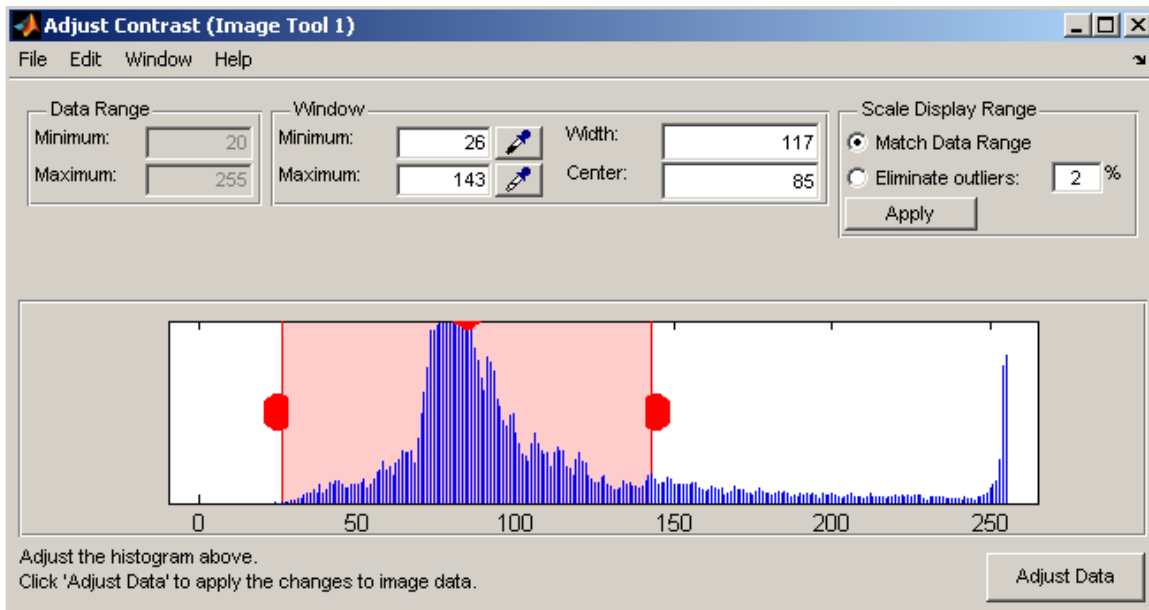 Adjust Contrast (Image Tool 1)
File Edit Window Help
Data Range
Minimum: 20
Maximum: 255
Window
Minimum: 26
Maximum: 143
Width: 117
Center: 85
Scale Display Range
Match Data Range
Eliminate outliers: 2 %
Apply
0 50 100 150 200 250
Adjust the histogram above.
Click 'Adjust Data' to apply the changes to image data.
Adjust Data